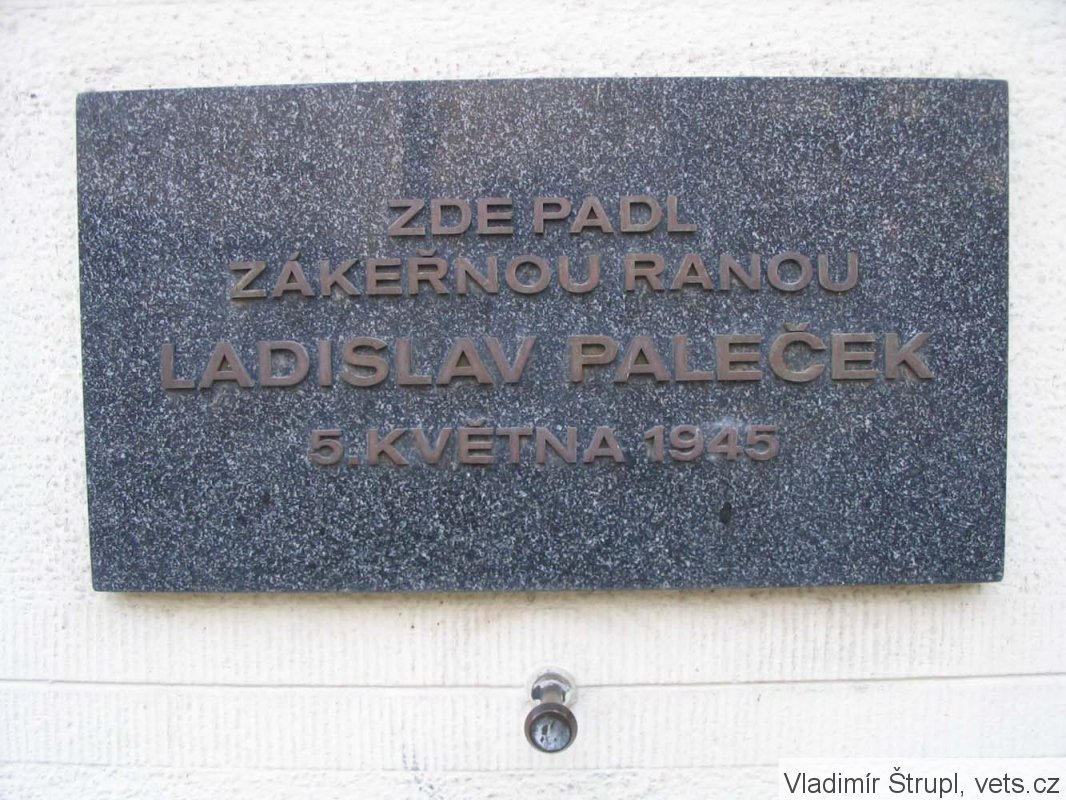 ZDE PADL
ZÁKEŘNOU RANOU
LADISLAV PALEČEK
5. KVĚTNA 1945
Vladimír Štrupl, vets.cz